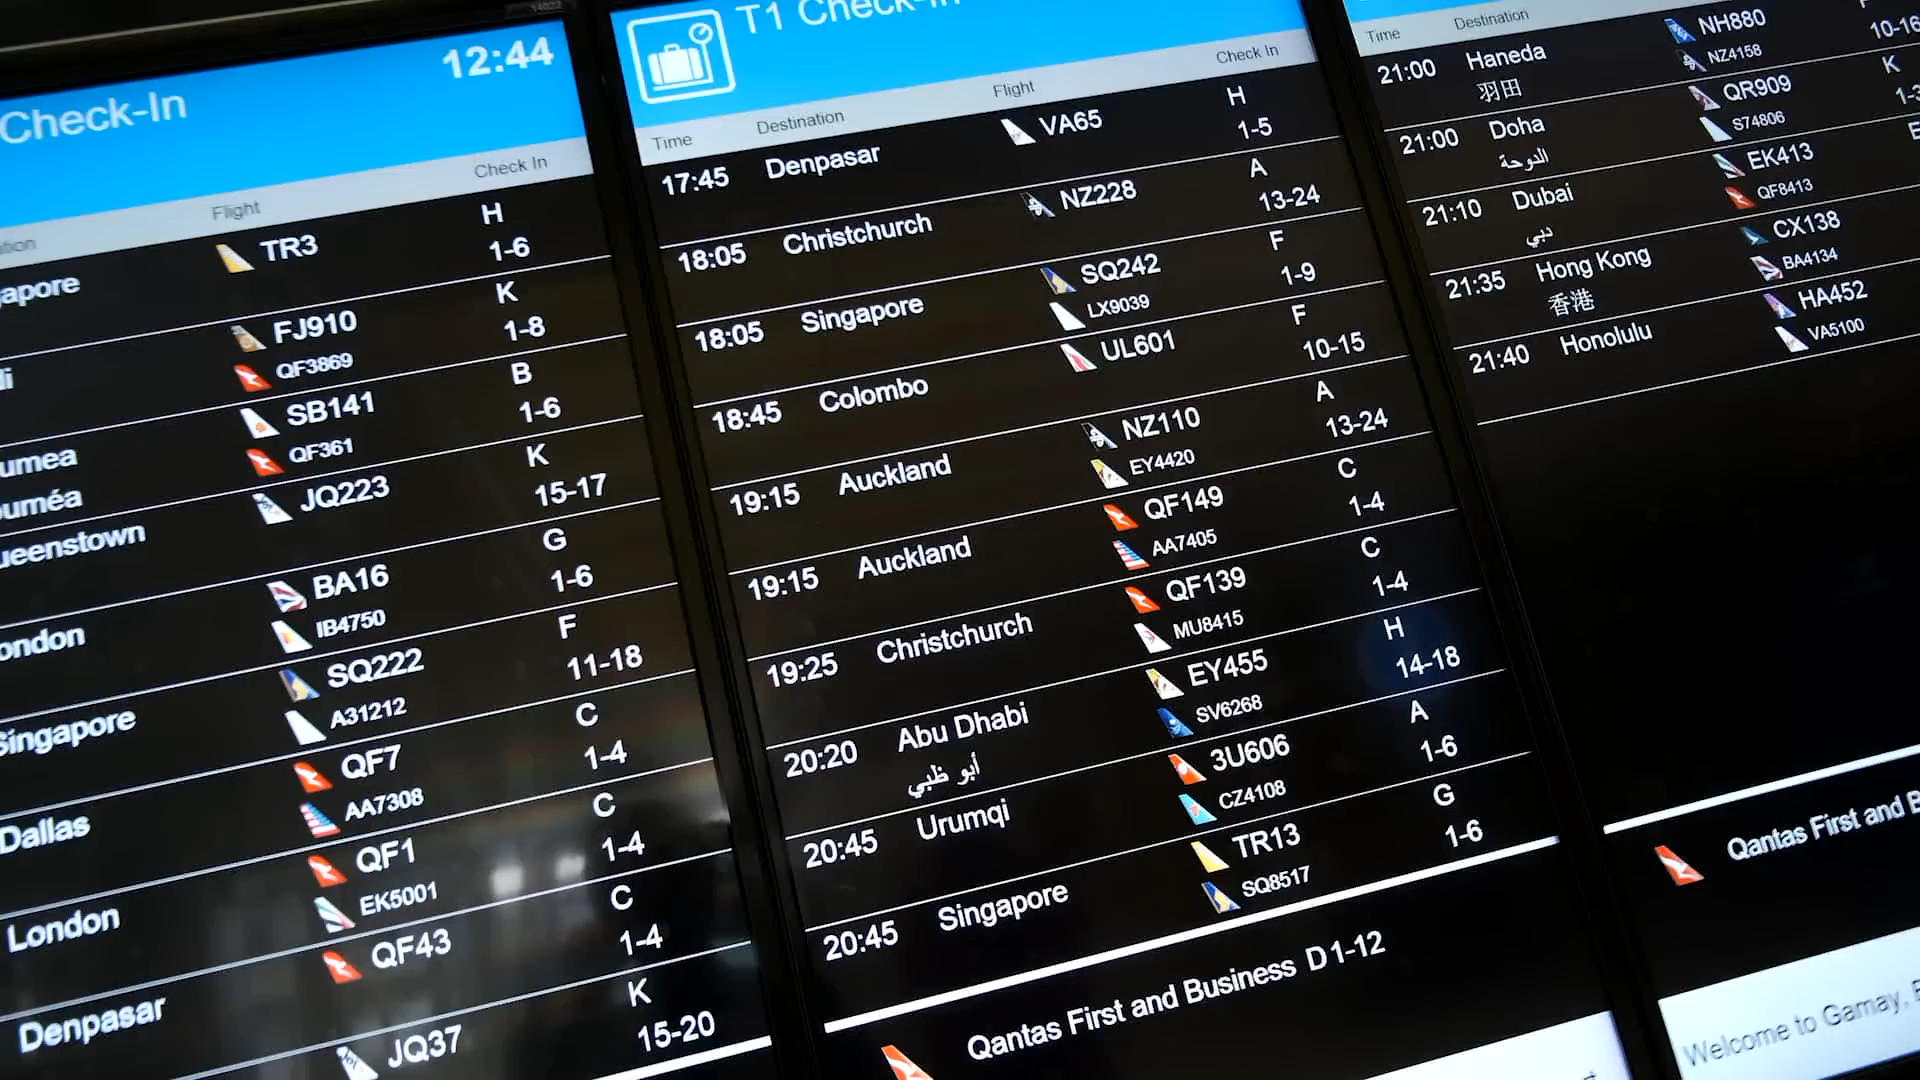 12:44
Check-In
Flight Check In
apore TR3 H
1-6
FJ910 K
QF3869 1-8
umea SB141 B
uméa QF361 1-6
ueenstown JQ223 K
15-17
ondon BA16 G
IB4750 1-6
Singapore SQ222 F
A31212 11-18
Dallas QF7 C
AA7308 1-4
London QF1 C
EK5001 1-4
Denpasar QF43 C
1-4
JQ37 K
15-20
T1 Check-In
Time Destination Flight Check In
17:45 Denpasar VA65 H
1-5
18:05 Christchurch NZ228 A
13-24
18:05 Singapore SQ242 F
LX9039 1-9
18:45 Colombo UL601 F
10-15
19:15 Auckland NZ110 A
EY4420 13-24
19:15 Auckland QF149 C
AA7405 1-4
19:25 Christchurch QF139 C
MU8415 1-4
20:20 Abu Dhabi EY455 H
أبو ظبي SV6268 14-18
20:45 Urumqi 3U606 A
CZ4108 1-6
20:45 Singapore TR13 G
SQ8517 1-6
Qantas First and Business D 1-12
Time Destination
21:00 Haneda NH880
羽田 NZ4158 10-16
21:00 Doha QR909 K
الدوحة S74806 1-3
21:10 Dubai EK413
دبي QF8413
21:35 Hong Kong CX138
香港 BA4134
21:40 Honolulu HA452
VA5100
Qantas First and B
Welcome to Gamay,